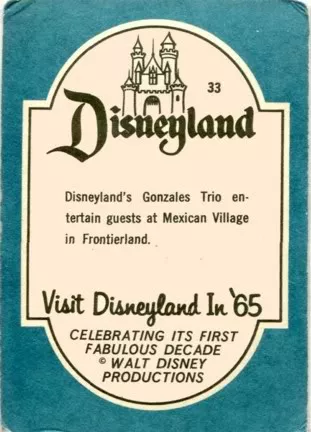 33
Disneyland
Disneyland's Gonzales Trio en-
tertain guests at Mexican Village
in Frontierland.
Visit Disneyland In '65
CELEBRATING ITS FIRST
FABULOUS DECADE
© WALT DISNEY
PRODUCTIONS